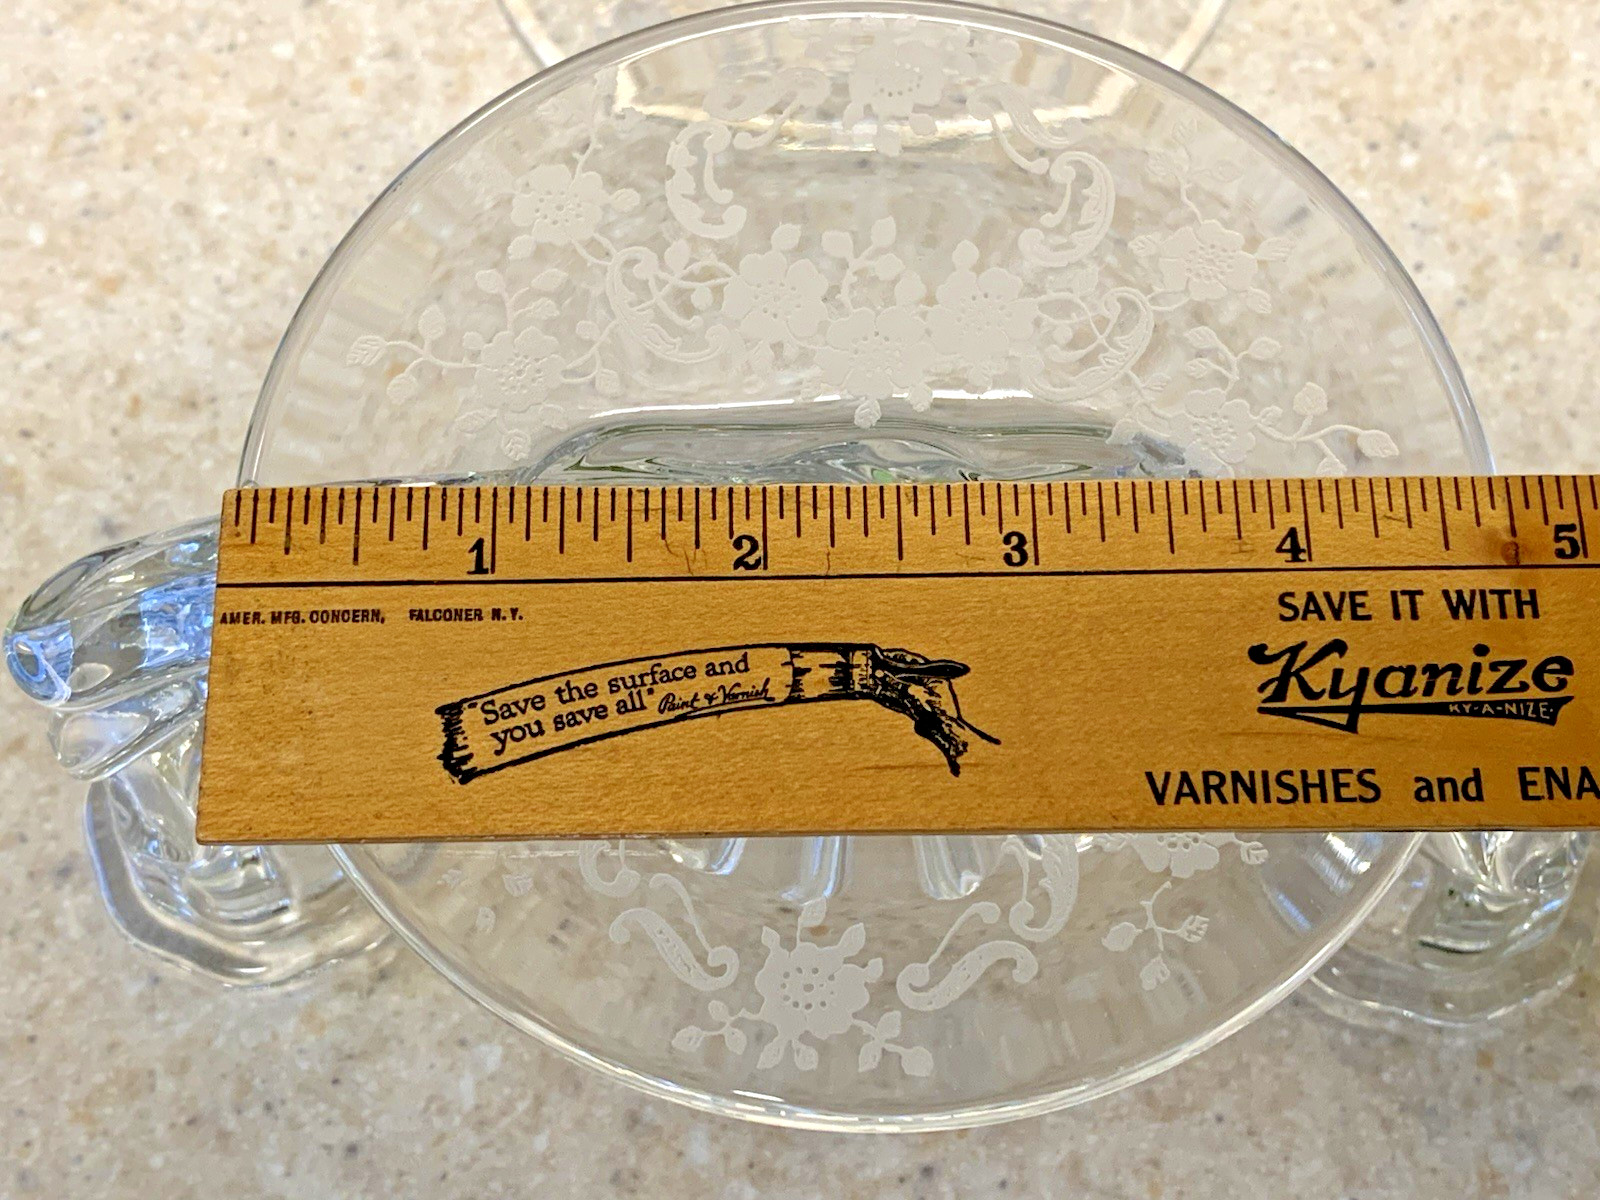 1 2 3 4 5
AMER. MFG. CONCERN, FALCONER N. Y.
SAVE IT WITH
"Save the surface and
you save all" Paint & Varnish
Kyanize
KY-A-NIZE
VARNISHES and ENA